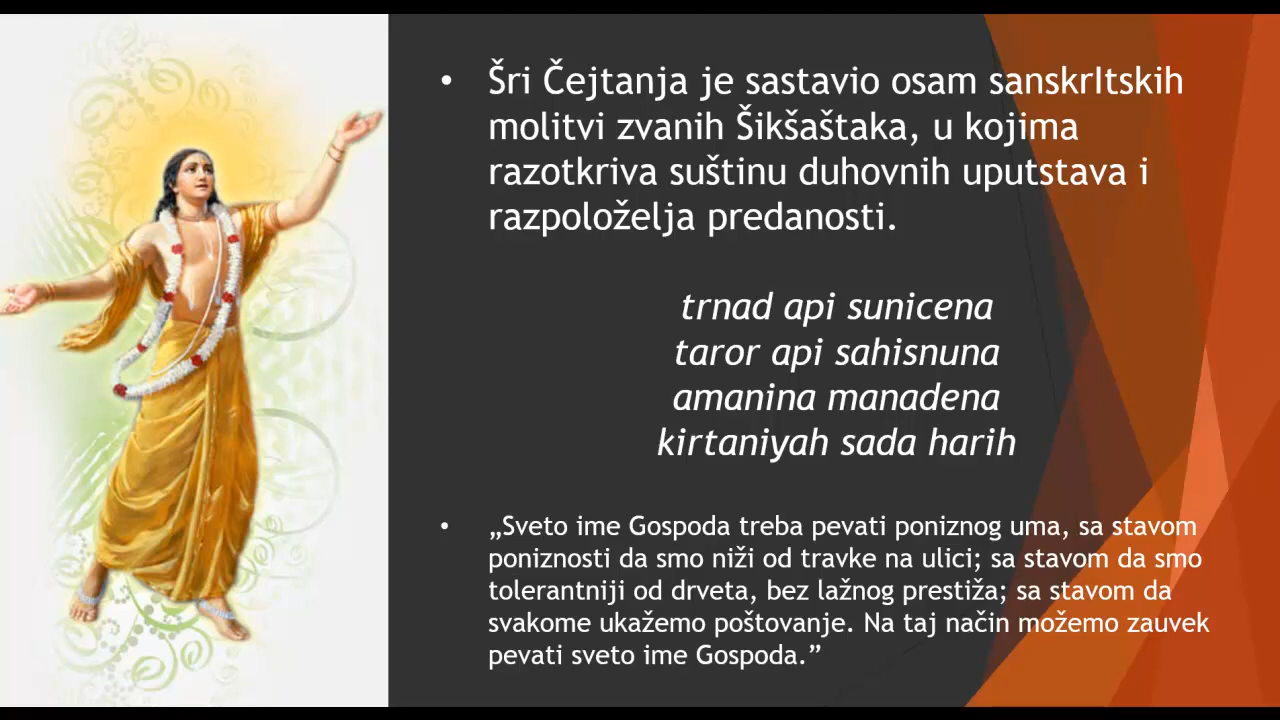 • Šri Čejtanja je sastavio osam sanskrItskih
molitvi zvanih Šikšaštaka, u kojima
razotkriva suštinu duhovnih uputstava i
razpoloželja predanosti.
trnad api sunicena
taror api sahisnuna
amanina manadena
kirtaniyah sada harih
• „Sveto ime Gospoda treba pevati poniznog uma, sa stavom
poniznosti da smo niži od travke na ulici; sa stavom da smo
tolerantniji od drveta, bez lažnog prestiža; sa stavom da
svakome ukažemo poštovanje. Na taj način možemo zauvek
pevati sveto ime Gospoda.”